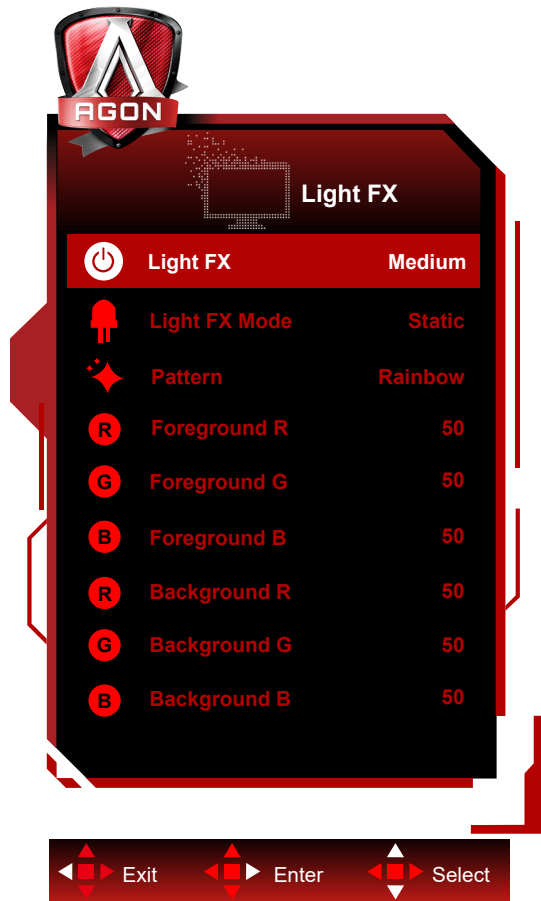 AGON
Light FX
Light FX Medium
Light FX Mode Static
Pattern Rainbow
R Foreground R 50
G Foreground G 50
B Foreground B 50
R Background R 50
G Background G 50
B Background B 50
Exit Enter Select